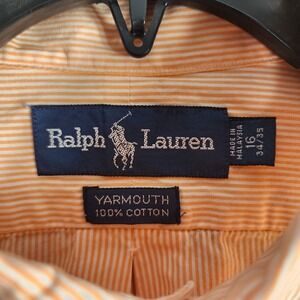 Ralph Lauren
MADE IN
MALAYSIA
16
34/35
YARMOUTH
100% COTTON